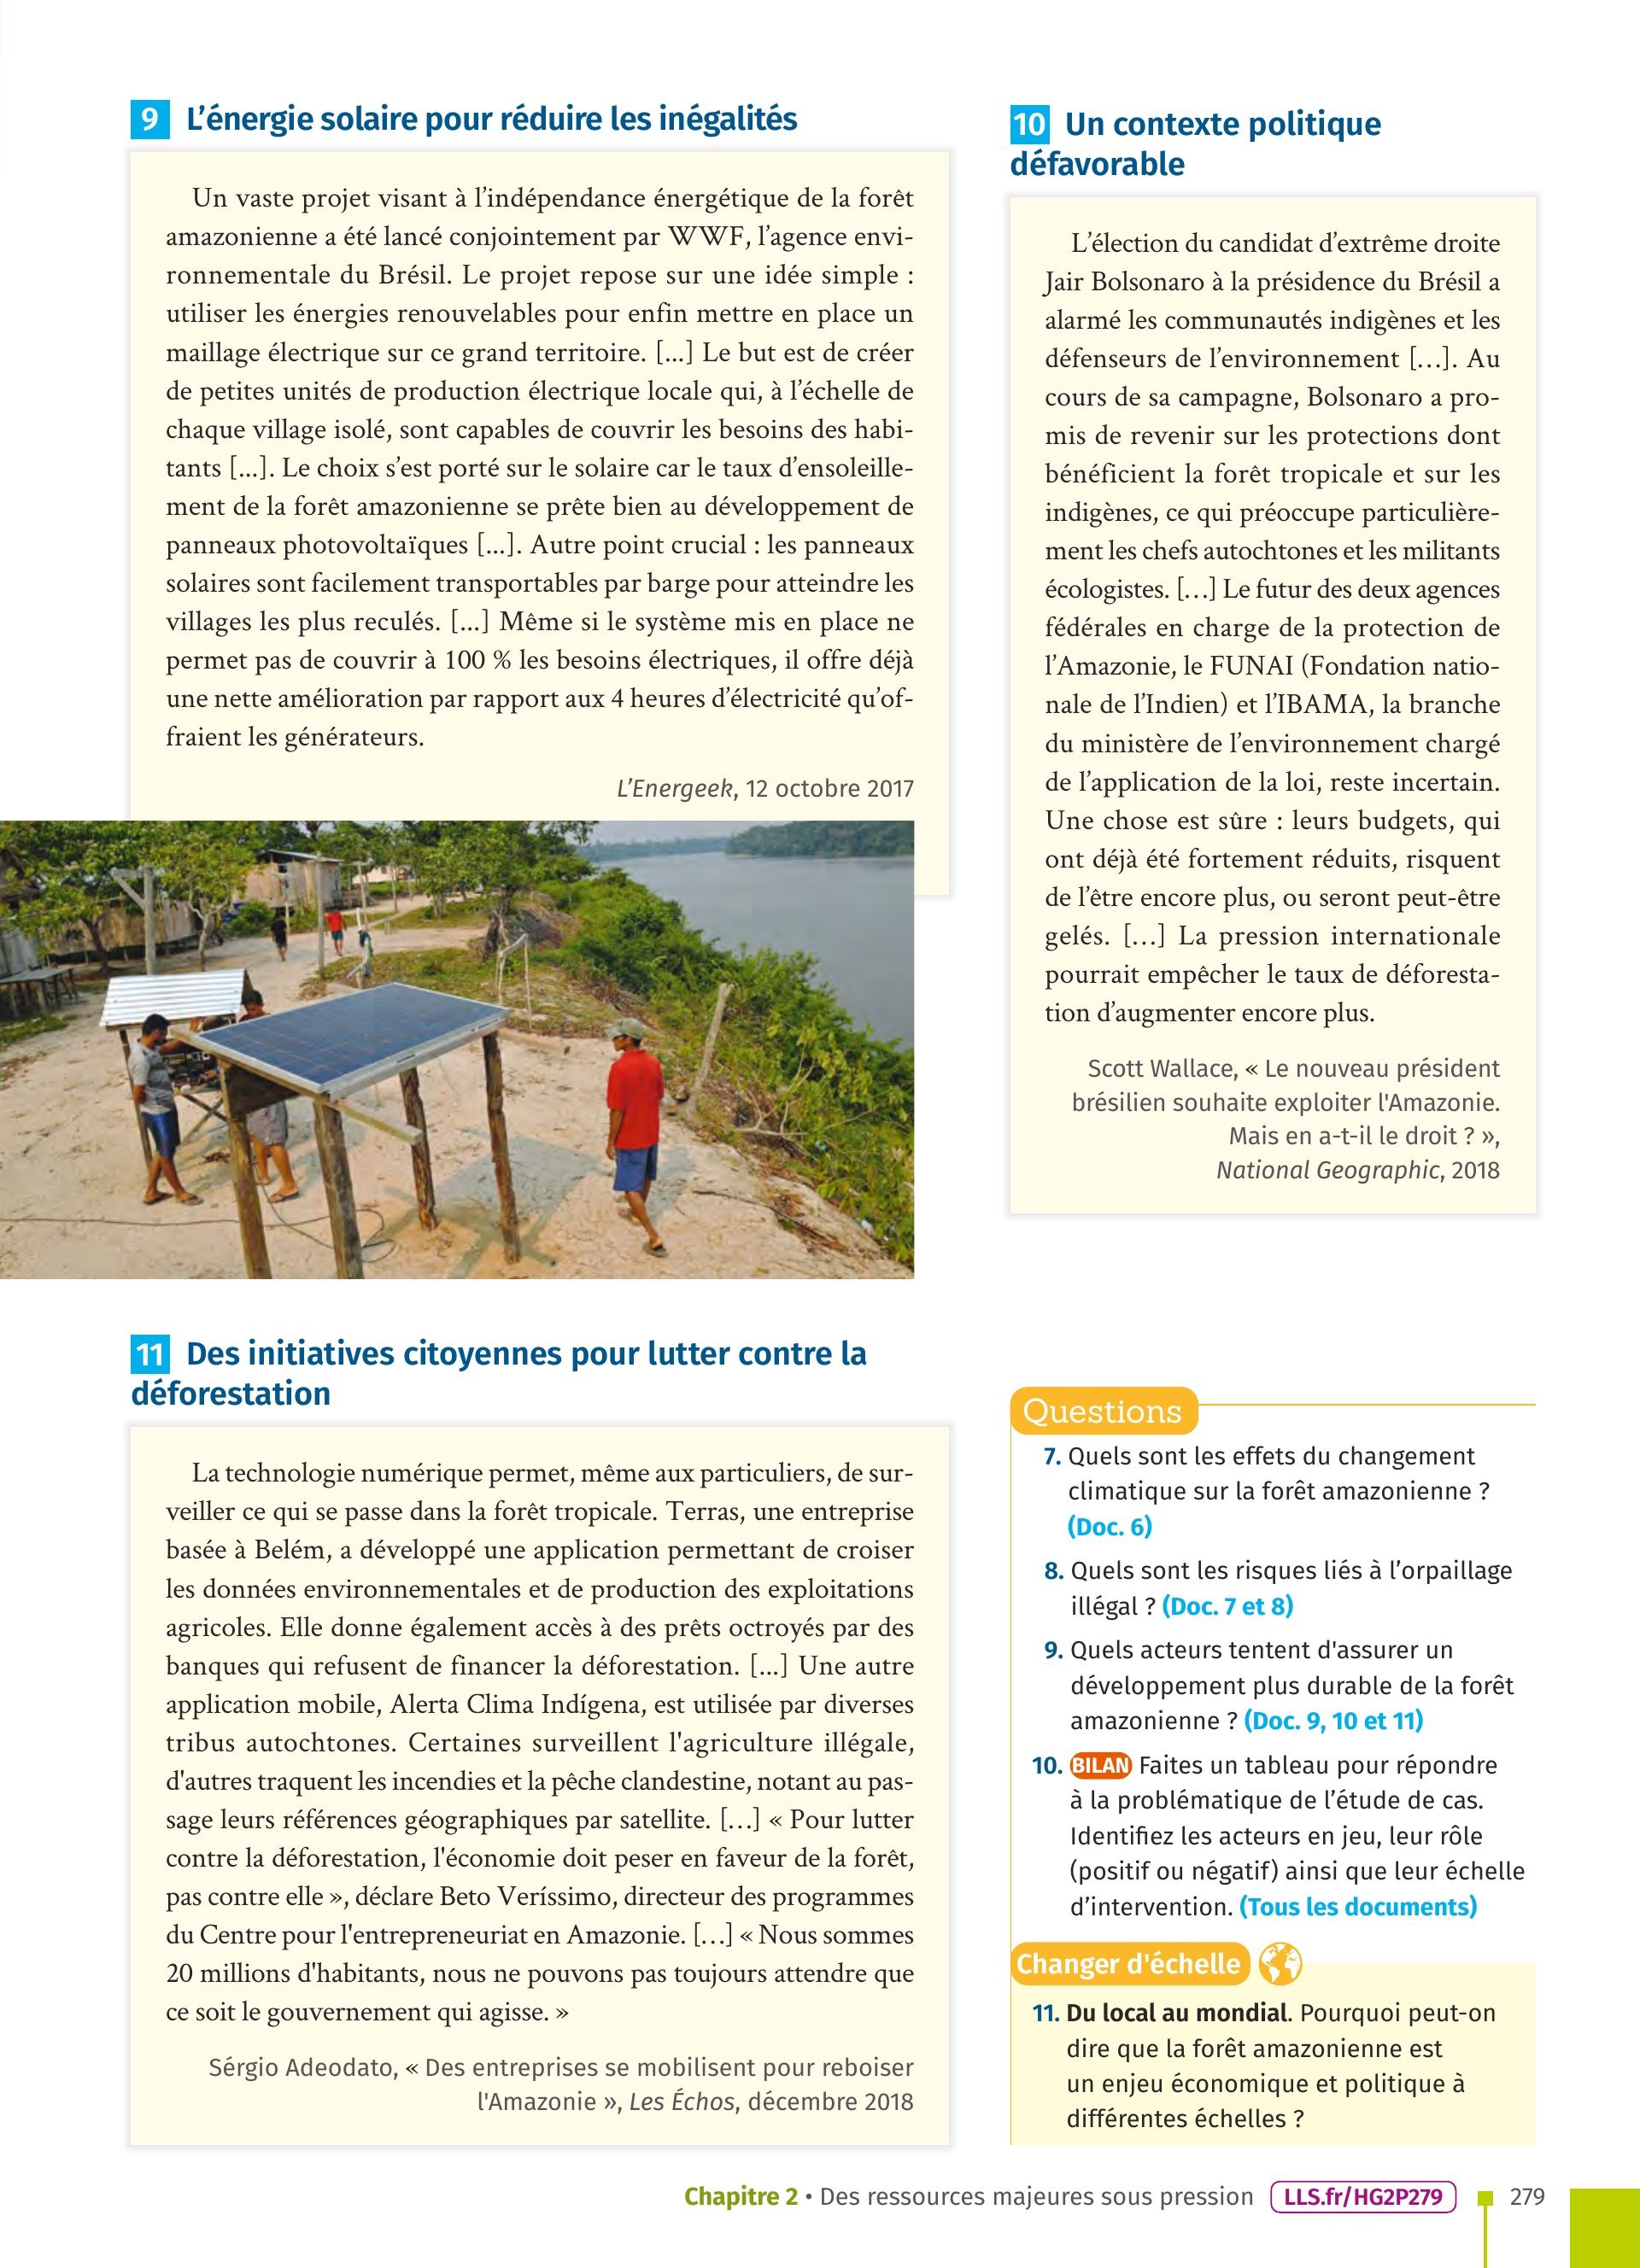 9 L’énergie solaire pour réduire les inégalités
Un vaste projet visant à l’indépendance énergétique de la forêt
amazonienne a été lancé conjointement par WWF, l’agence envi-
ronnementale du Brésil. Le projet repose sur une idée simple :
utiliser les énergies renouvelables pour enfin mettre en place un
maillage électrique sur ce grand territoire. [...] Le but est de créer
de petites unités de production électrique locale qui, à l’échelle de
chaque village isolé, sont capables de couvrir les besoins des habi-
tants [...]. Le choix s’est porté sur le solaire car le taux d’ensoleille-
ment de la forêt amazonienne se prête bien au développement de
panneaux photovoltaïques [...]. Autre point crucial : les panneaux
solaires sont facilement transportables par barge pour atteindre les
villages les plus reculés. [...] Même si le système mis en place ne
permet pas de couvrir à 100 % les besoins électriques, il offre déjà
une nette amélioration par rapport aux 4 heures d’électricité qu’of-
fraient les générateurs.
L’Energeek, 12 octobre 2017
10 Un contexte politique
défavorable
L’élection du candidat d’extrême droite
Jair Bolsonaro à la présidence du Brésil a
alarmé les communautés indigènes et les
défenseurs de l’environnement […]. Au
cours de sa campagne, Bolsonaro a pro-
mis de revenir sur les protections dont
bénéficient la forêt tropicale et sur les
indigènes, ce qui préoccupe particulière-
ment les chefs autochtones et les militants
écologistes. […] Le futur des deux agences
fédérales en charge de la protection de
l’Amazonie, le FUNAI (Fondation natio-
nale de l’Indien) et l’IBAMA, la branche
du ministère de l’environnement chargé
de l’application de la loi, reste incertain.
Une chose est sûre : leurs budgets, qui
ont déjà été fortement réduits, risquent
de l’être encore plus, ou seront peut-être
gelés. […] La pression internationale
pourrait empêcher le taux de déforesta-
tion d’augmenter encore plus.
Scott Wallace, « Le nouveau président
brésilien souhaite exploiter l'Amazonie.
Mais en a-t-il le droit ? »,
National Geographic, 2018
11 Des initiatives citoyennes pour lutter contre la
déforestation
La technologie numérique permet, même aux particuliers, de sur-
veiller ce qui se passe dans la forêt tropicale. Terras, une entreprise
basée à Belém, a développé une application permettant de croiser
les données environnementales et de production des exploitations
agricoles. Elle donne également accès à des prêts octroyés par des
banques qui refusent de financer la déforestation. [...] Une autre
application mobile, Alerta Clima Indígena, est utilisée par diverses
tribus autochtones. Certaines surveillent l'agriculture illégale,
d'autres traquent les incendies et la pêche clandestine, notant au pas-
sage leurs références géographiques par satellite. […] « Pour lutter
contre la déforestation, l'économie doit peser en faveur de la forêt,
pas contre elle », déclare Beto Veríssimo, directeur des programmes
du Centre pour l'entrepreneuriat en Amazonie. […] « Nous sommes
20 millions d'habitants, nous ne pouvons pas toujours attendre que
ce soit le gouvernement qui agisse. »
Sérgio Adeodato, « Des entreprises se mobilisent pour reboiser
l'Amazonie », Les Échos, décembre 2018
Questions
7. Quels sont les effets du changement
climatique sur la forêt amazonienne ?
(Doc. 6)
8. Quels sont les risques liés à l’orpaillage
illégal ? (Doc. 7 et 8)
9. Quels acteurs tentent d'assurer un
développement plus durable de la forêt
amazonienne ? (Doc. 9, 10 et 11)
10. BILAN Faites un tableau pour répondre
à la problématique de l’étude de cas.
Identifiez les acteurs en jeu, leur rôle
(positif ou négatif) ainsi que leur échelle
d’intervention. (Tous les documents)
Changer d'échelle
11. Du local au mondial. Pourquoi peut-on
dire que la forêt amazonienne est
un enjeu économique et politique à
différentes échelles ?
Chapitre 2 • Des ressources majeures sous pression LLS.fr/HG2P279 279